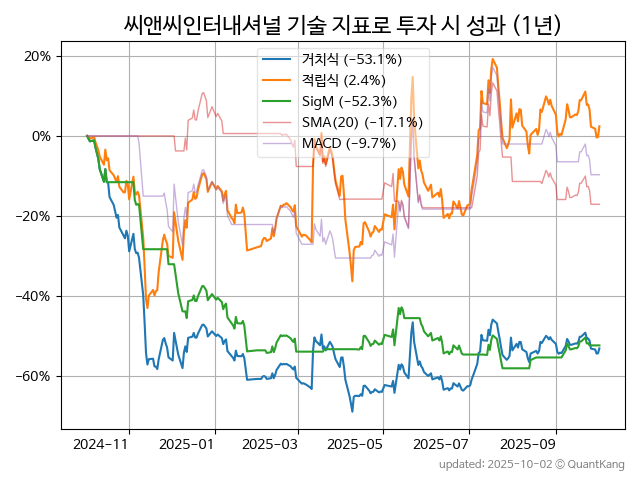 씨앤씨인터내셔널 기술 지표로 투자 시 성과 (1년)
거치식 (−53.1%)
적립식 (2.4%)
SigM (−52.3%)
SMA(20) (−17.1%)
MACD (−9.7%)
20%
0%
−20%
−40%
−60%
2024-11 2025-01 2025-03 2025-05 2025-07 2025-09
updated: 2025-10-02 © QuantKang